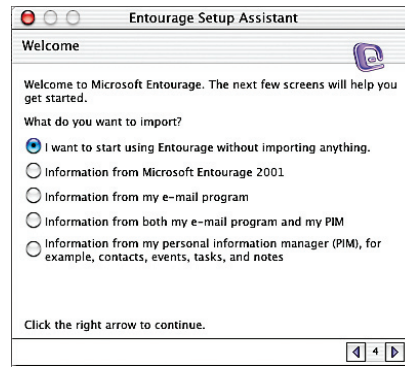 Entourage Setup Assistant
Welcome
Welcome to Microsoft Entourage. The next few screens will help you
get started.
What do you want to import?
I want to start using Entourage without importing anything.
Information from Microsoft Entourage 2001
Information from my e-mail program
Information from both my e-mail program and my PIM
Information from my personal information manager (PIM), for
example, contacts, events, tasks, and notes
Click the right arrow to continue.
4